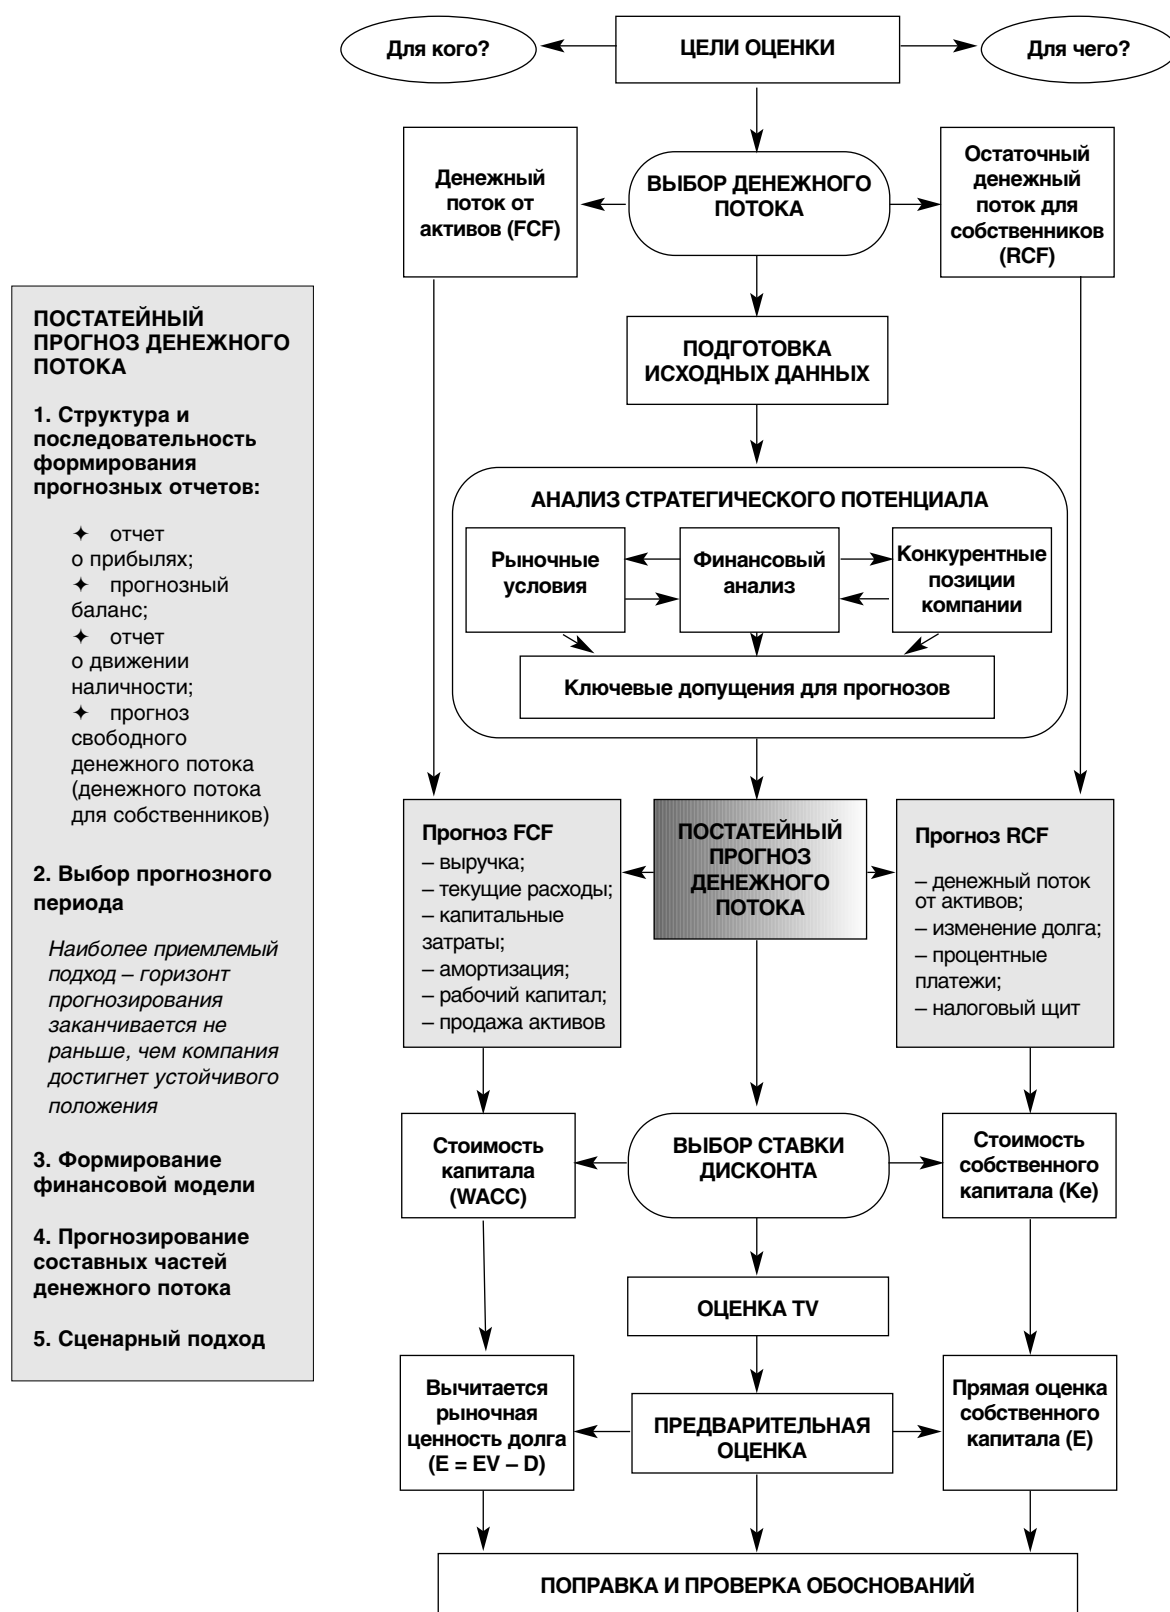 Для кого?
ЦЕЛИ ОЦЕНКИ
Для чего?
Денежный
поток от
активов (FCF)
ВЫБОР ДЕНЕЖНОГО
ПОТОКА
Остаточный
денежный
поток для
собственников
(RCF)
ПОДГОТОВКА
ИСХОДНЫХ ДАННЫХ
АНАЛИЗ СТРАТЕГИЧЕСКОГО ПОТЕНЦИАЛА
Рыночные
условия
Финансовый
анализ
Конкурентные
позиции
компании
Ключевые допущения для прогнозов
ПОСТАТЕЙНЫЙ
ПРОГНОЗ ДЕНЕЖНОГО
ПОТОКА
1. Структура и
последовательность
формирования
прогнозных отчетов:
✦ отчет
о прибылях;
✦ прогнозный
баланс;
✦ отчет
о движении
наличности;
✦ прогноз
свободного
денежного потока
(денежного потока
для собственников)
2. Выбор прогнозного
периода
Наиболее приемлемый
подход – горизонт
прогнозирования
заканчивается не
раньше, чем компания
достигнет устойчивого
положения
3. Формирование
финансовой модели
4. Прогнозирование
составных частей
денежного потока
5. Сценарный подход
Прогноз FCF
– выручка;
– текущие расходы;
– капитальные
затраты;
– амортизация;
– рабочий капитал;
– продажа активов
ПОСТАТЕЙНЫЙ
ПРОГНОЗ
ДЕНЕЖНОГО
ПОТОКА
Прогноз RCF
– денежный поток
от активов;
– изменение долга;
– процентные
платежи;
– налоговый щит
Стоимость
капитала
(WACC)
ВЫБОР СТАВКИ
ДИСКОНТА
Стоимость
собственного
капитала (Ke)
ОЦЕНКА TV
Вычитается
рыночная
ценность долга
(E = EV – D)
ПРЕДВАРИТЕЛЬНАЯ
ОЦЕНКА
Прямая оценка
собственного
капитала (E)
ПОПРАВКА И ПРОВЕРКА ОБОСНОВАНИЙ